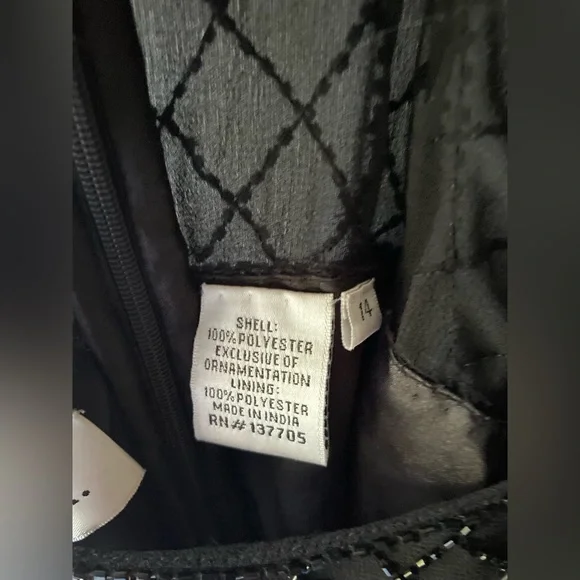 SHELL:
100% POLYESTER
EXCLUSIVE OF
ORNAMENTATION
LINING:
100% POLYESTER
MADE IN INDIA
RN# 137705
14